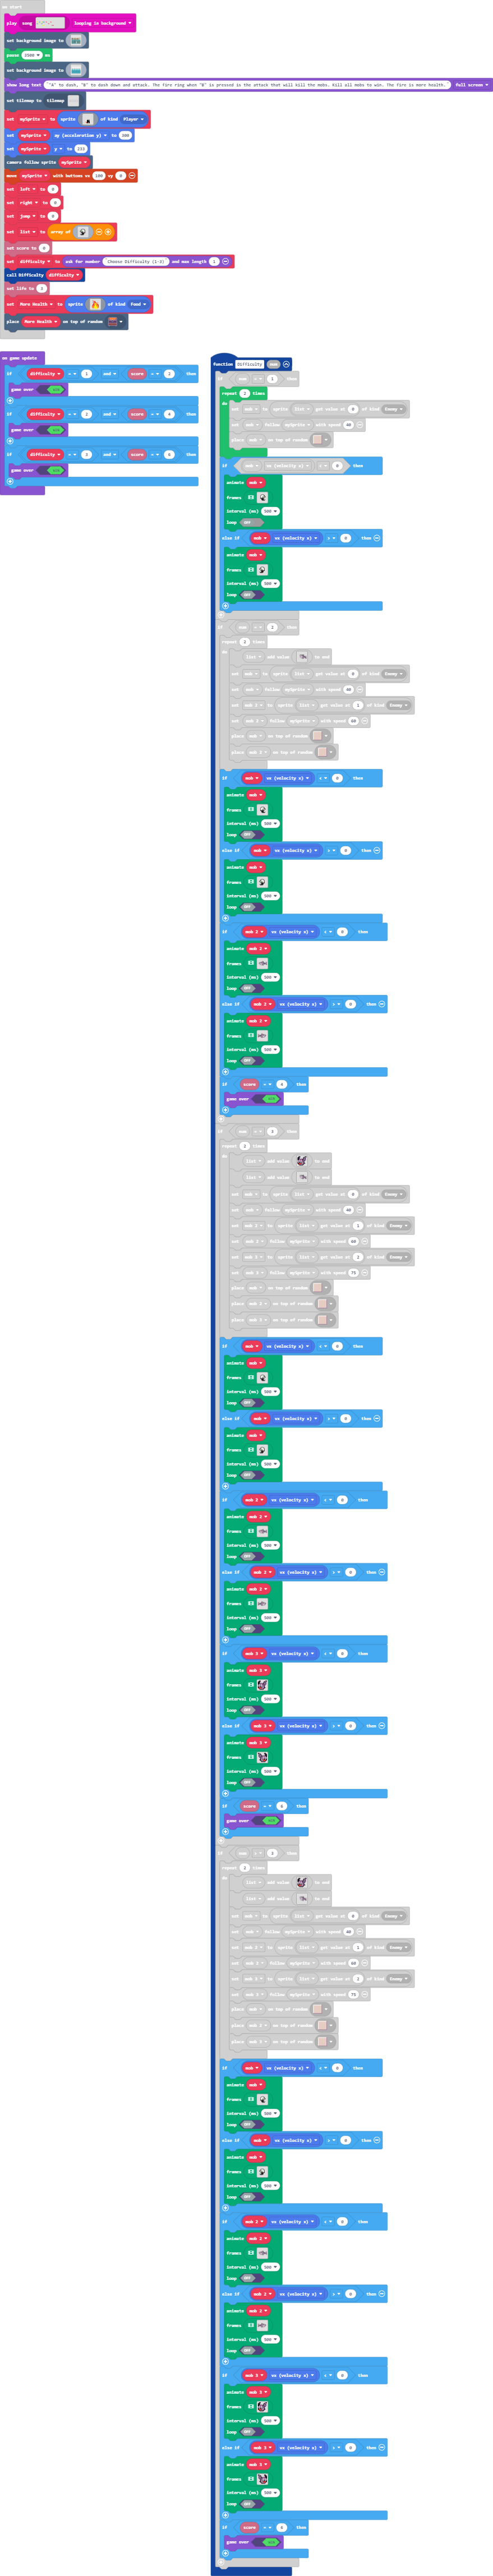 on start
play song looping in background
set background image to
pause 3500 ms
set background image to
show long text "A" to dash, "B" to dash down and attack. The fire ring when "B" is pressed is the attack that will kill the mobs. Kill all mobs to win. The fire is more health. full screen
set tilemap to tilemap
set mySprite to sprite of kind Player
set mySprite ay (acceleration y) to 300
set mySprite y to
camera follow sprite mySprite
move mySprite with buttons vx 100 vy 0
set left to 0
set right to 0
set jump to 0
set list to array of
set score to 0
set difficulty to ask for number Choose Difficulty (1-3) and max length 1
call Difficulty difficulty
set life to 3
set More Health to sprite of kind Food
place More Health on top of random
on game update
if difficulty = 1 and score = 2 then
game over WIN
if difficulty = 2 and score = 4 then
game over WIN
if difficulty = 3 and score = 6 then
game over WIN
function Difficulty num
if num = 1 then
repeat 2 times
do
set mob to sprite list get value at 0 of kind Enemy
set mob follow mySprite with speed
place mob on top of random
if mob vx (velocity x) < 0 then
animate mob
frames
interval (ms) 500
loop OFF
else if mob vx (velocity x) > 0 then
animate mob
frames
interval (ms) 500
loop OFF
if num = 2 then
repeat 2 times
do
list add value to end
set mob to sprite list get value at 0 of kind Enemy
set mob follow mySprite with speed
set mob 2 to sprite list get value at 1 of kind Enemy
set mob 2 follow mySprite with speed
place mob on top of random
place mob 2 on top of random
if mob vx (velocity x) < 0 then
animate mob
frames
interval (ms) 500
loop OFF
else if mob vx (velocity x) > 0 then
animate mob
frames
interval (ms) 500
loop OFF
if mob 2 vx (velocity x) < 0 then
animate mob 2
frames
interval (ms) 500
loop OFF
else if mob 2 vx (velocity x) > 0 then
animate mob 2
frames
interval (ms) 500
loop OFF
if score = 4 then
game over WIN
if num = 3 then
repeat 2 times
do
list add value to end
list add value to end
set mob to sprite list get value at 0 of kind Enemy
set mob follow mySprite with speed
set mob 2 to sprite list get value at 1 of kind Enemy
set mob 2 follow mySprite with speed
set mob 3 to sprite list get value at 2 of kind Enemy
set mob 3 follow mySprite with speed 75
place mob on top of random
place mob 2 on top of random
place mob 3 on top of random
if mob vx (velocity x) < 0 then
animate mob
frames
interval (ms) 500
loop OFF
else if mob vx (velocity x) > 0 then
animate mob
frames
interval (ms) 500
loop OFF
if mob 2 vx (velocity x) < 0 then
animate mob 2
frames
interval (ms) 500
loop OFF
else if mob 2 vx (velocity x) > 0 then
animate mob 2
frames
interval (ms) 500
loop OFF
if mob 3 vx (velocity x) < 0 then
animate mob 3
frames
interval (ms) 500
loop OFF
else if mob 3 vx (velocity x) > 0 then
animate mob 3
frames
interval (ms) 500
loop OFF
if score = 6 then
game over WIN
if num > 3 then
repeat 2 times
do
list add value to end
list add value to end
set mob to sprite list get value at 0 of kind Enemy
set mob follow mySprite with speed
set mob 2 to sprite list get value at 1 of kind Enemy
set mob 2 follow mySprite with speed
set mob 3 to sprite list get value at 2 of kind Enemy
set mob 3 follow mySprite with speed 75
place mob on top of random
place mob 2 on top of random
place mob 3 on top of random
if mob vx (velocity x) < 0 then
animate mob
frames
interval (ms) 500
loop OFF
else if mob vx (velocity x) > 0 then
animate mob
frames
interval (ms) 500
loop OFF
if mob 2 vx (velocity x) < 0 then
animate mob 2
frames
interval (ms) 500
loop OFF
else if mob 2 vx (velocity x) > 0 then
animate mob 2
frames
interval (ms) 500
loop OFF
if mob 3 vx (velocity x) < 0 then
animate mob 3
frames
interval (ms) 500
loop OFF
else if mob 3 vx (velocity x) > 0 then
animate mob 3
frames
interval (ms) 500
loop OFF
if score = 6 then
game over WIN